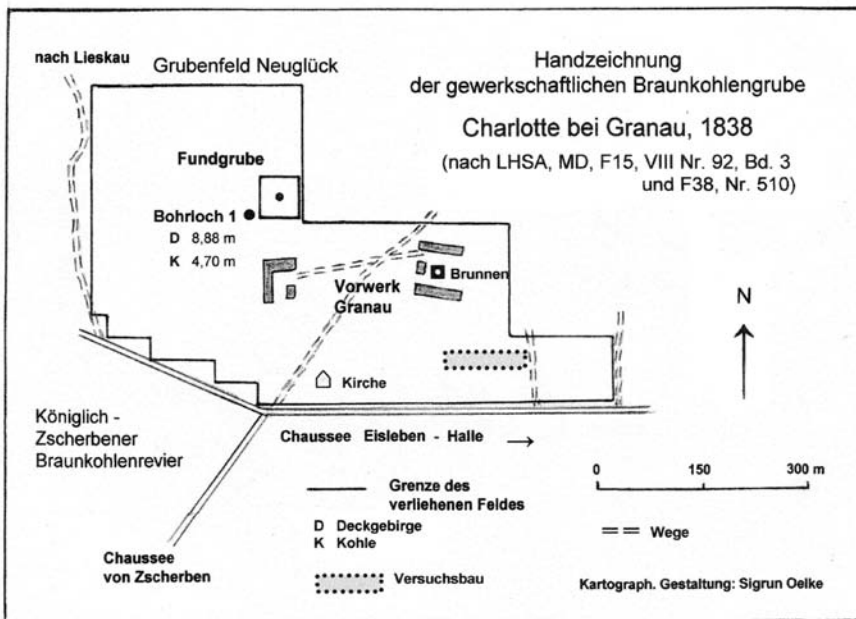 nach Lieskau
Grubenfeld Neuglück
Handzeichnung
der gewerkschaftlichen Braunkohlengrube
Charlotte bei Granau, 1838
(nach LHSA, MD, F15, VIII Nr. 92, Bd. 3
und F38, Nr. 510)
Fundgrube
Bohrloch 1
D 8,88 m
K 4,70 m
Brunnen
Vorwerk
Granau
N
Kirche
Königlich -
Zscherbener
Braunkohlenrevier
Chaussee Eisleben - Halle →
0 150 300 m
Grenze des
verliehenen Feldes
D Deckgebirge
K Kohle
Wege
Chaussee
von Zscherben
Versuchsbau
Kartograph. Gestaltung: Sigrun Oelke